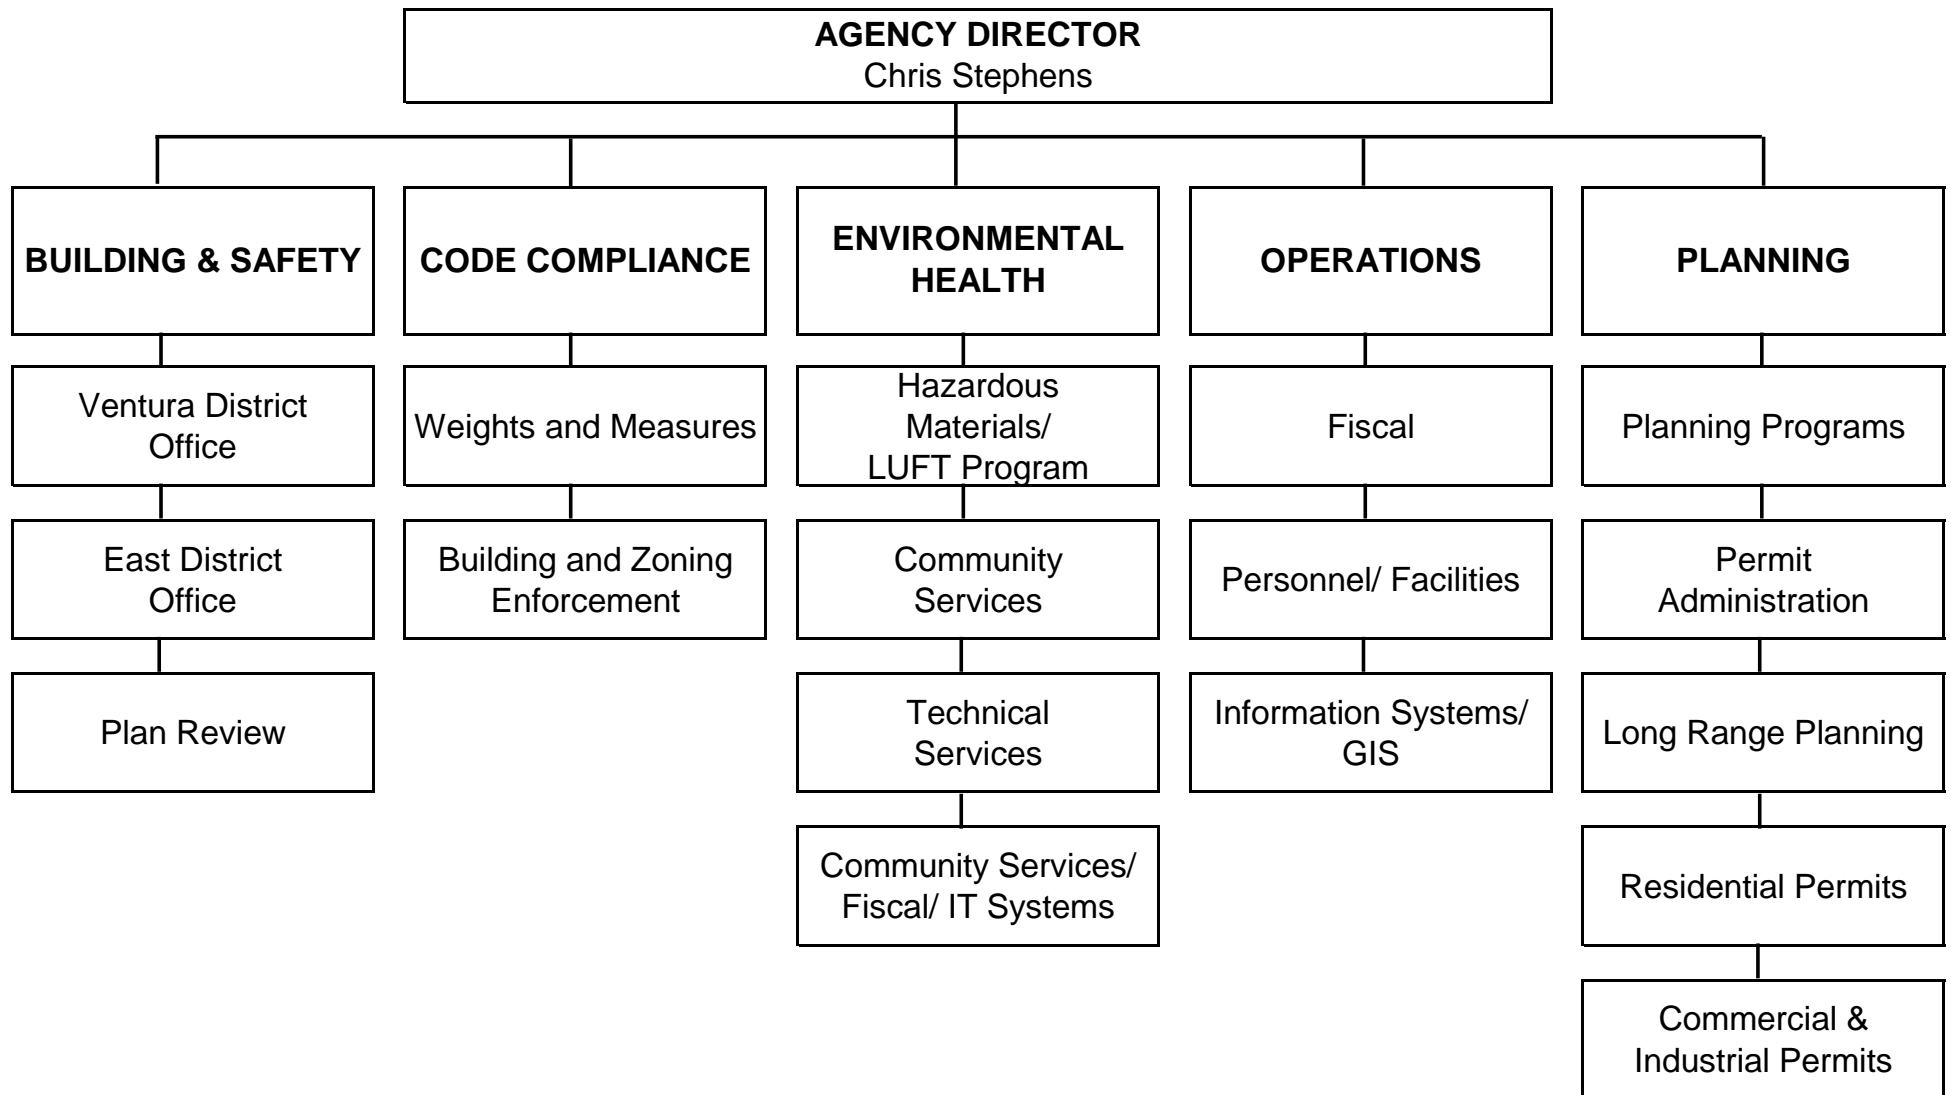 AGENCY DIRECTOR
Chris Stephens
BUILDING & SAFETY
CODE COMPLIANCE
ENVIRONMENTAL
HEALTH
OPERATIONS
PLANNING
Ventura District
Office
Weights and Measures
Hazardous
Materials/
LUFT Program
Fiscal
Planning Programs
East District
Office
Building and Zoning
Enforcement
Community
Services
Personnel/ Facilities
Permit
Administration
Plan Review
Technical
Services
Information Systems/
GIS
Long Range Planning
Community Services/
Fiscal/ IT Systems
Residential Permits
Commercial &
Industrial Permits